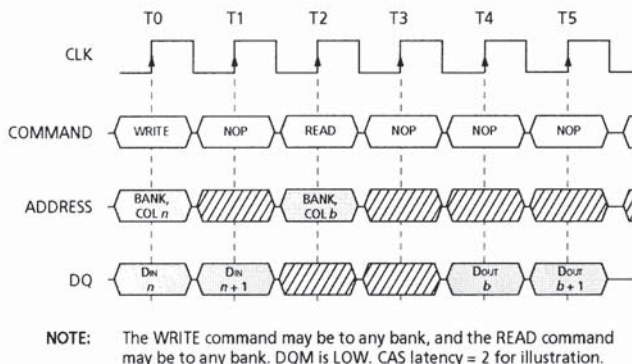 T0 T1 T2 T3 T4 T5
CLK
COMMAND WRITE NOP READ NOP NOP NOP
ADDRESS BANK, COL n BANK, COL b
DQ DIN n DIN n + 1 DOUT b DOUT b + 1
NOTE: The WRITE command may be to any bank, and the READ command
may be to any bank. DQM is LOW. CAS latency = 2 for illustration.